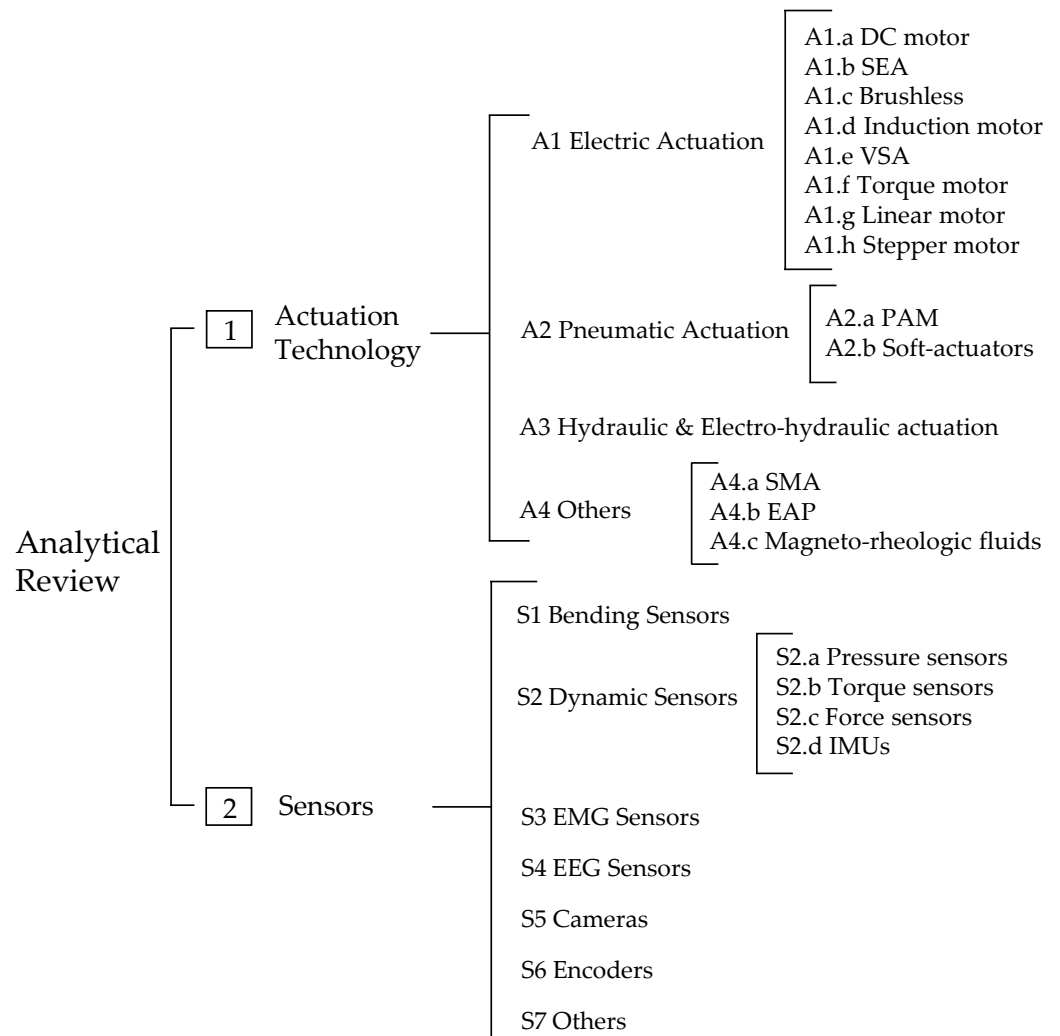 Analytical
Review
1
Actuation
Technology
A1 Electric Actuation
A1.a DC motor
A1.b SEA
A1.c Brushless
A1.d Induction motor
A1.e VSA
A1.f Torque motor
A1.g Linear motor
A1.h Stepper motor
A2 Pneumatic Actuation
A2.a PAM
A2.b Soft-actuators
A3 Hydraulic & Electro-hydraulic actuation
A4 Others
A4.a SMA
A4.b EAP
A4.c Magneto-rheologic fluids
2
Sensors
S1 Bending Sensors
S2 Dynamic Sensors
S2.a Pressure sensors
S2.b Torque sensors
S2.c Force sensors
S2.d IMUs
S3 EMG Sensors
S4 EEG Sensors
S5 Cameras
S6 Encoders
S7 Others